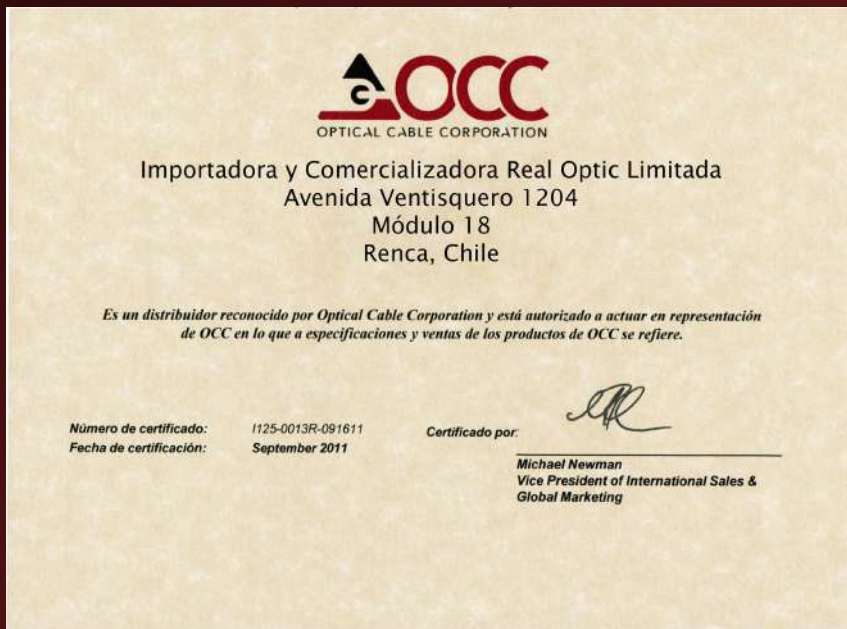 OCC
OPTICAL CABLE CORPORATION
Importadora y Comercializadora Real Optic Limitada
Avenida Ventisquero 1204
Módulo 18
Renca, Chile
Es un distribuidor reconocido por Optical Cable Corporation y está autorizado a actuar en representación
de OCC en lo que a especificaciones y ventas de los productos de OCC se refiere.
Número de certificado: I125-0013R-091611
Fecha de certificación: September 2011
Certificado por:
Michael Newman
Vice President of International Sales &
Global Marketing